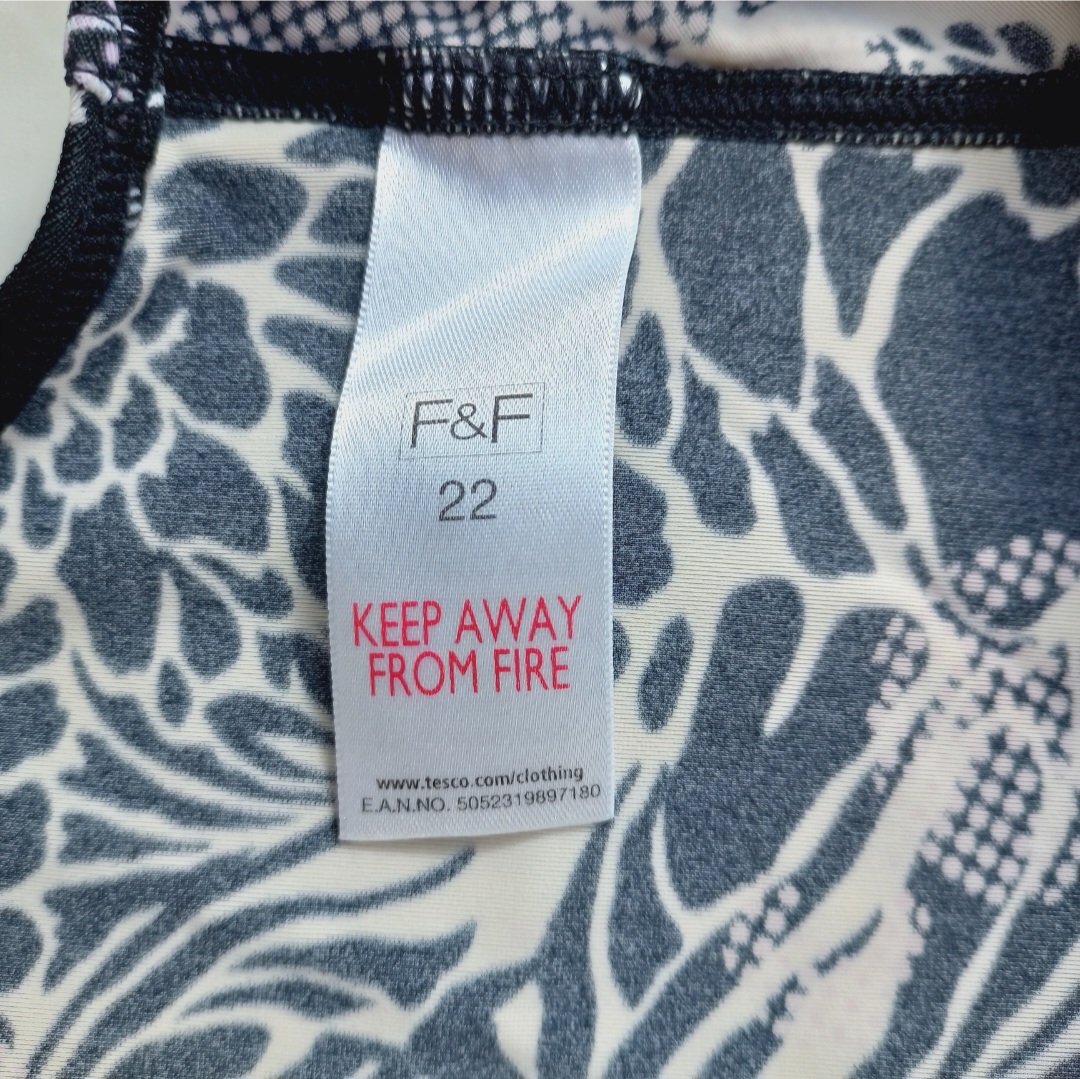 F&F
22
KEEP AWAY
FROM FIRE
www.tesco.com/clothing
E.A.N.NO. 5052319897180